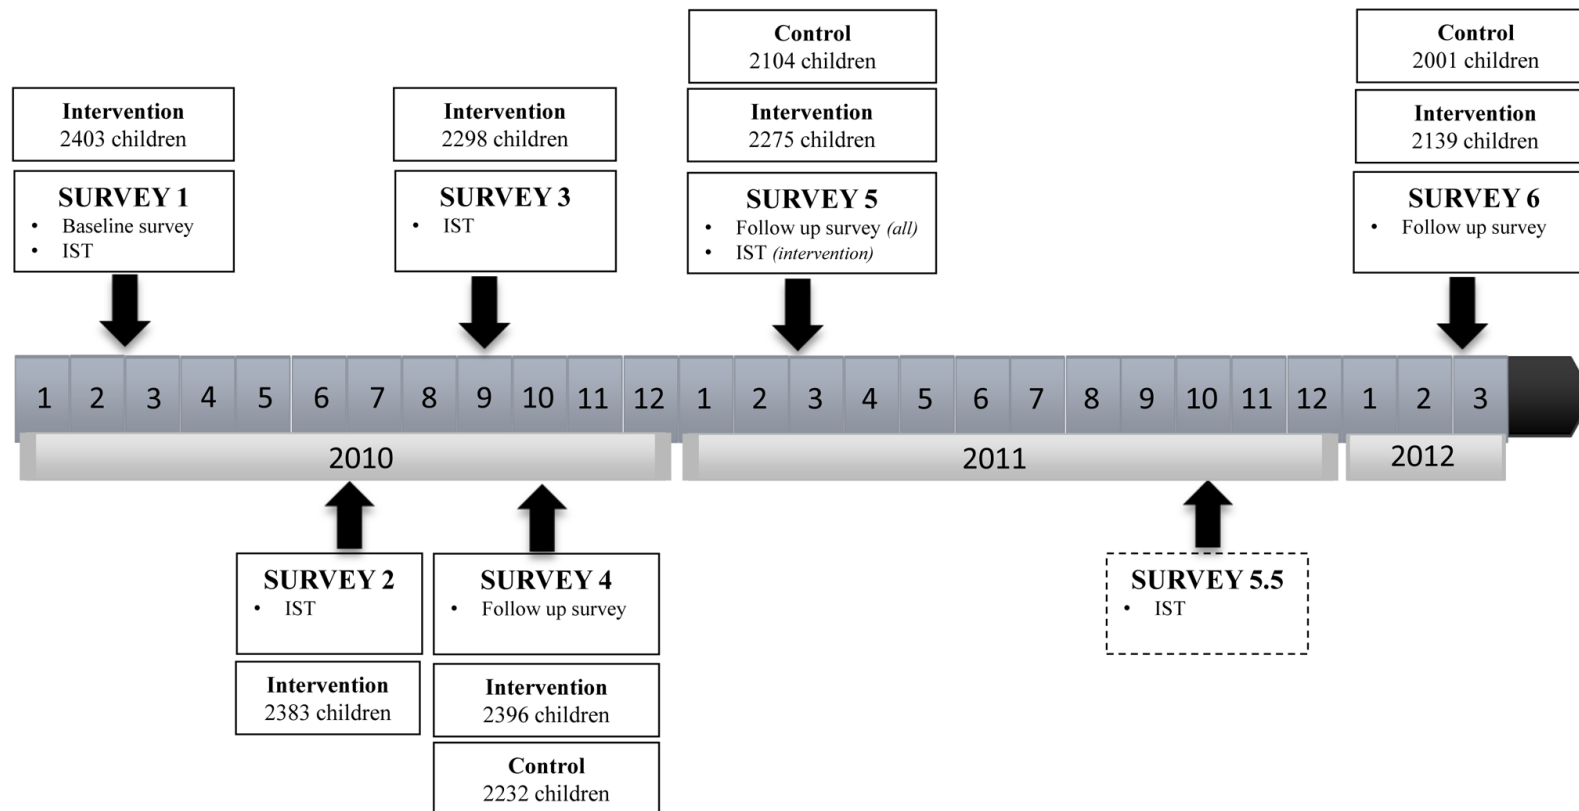 Control
2104 children
Control
2001 children
Intervention
2403 children
Intervention
2298 children
Intervention
2275 children
Intervention
2139 children
SURVEY 1
• Baseline survey
• IST
SURVEY 3
• IST
SURVEY 5
• Follow up survey (all)
• IST (intervention)
SURVEY 6
• Follow up survey
1 2 3 4 5 6 7 8 9 10 11 12 1 2 3 4 5 6 7 8 9 10 11 12 1 2 3
2010 2011 2012
SURVEY 2
• IST
Intervention
2383 children
SURVEY 4
• Follow up survey
Intervention
2396 children
Control
2232 children
SURVEY 5.5
• IST